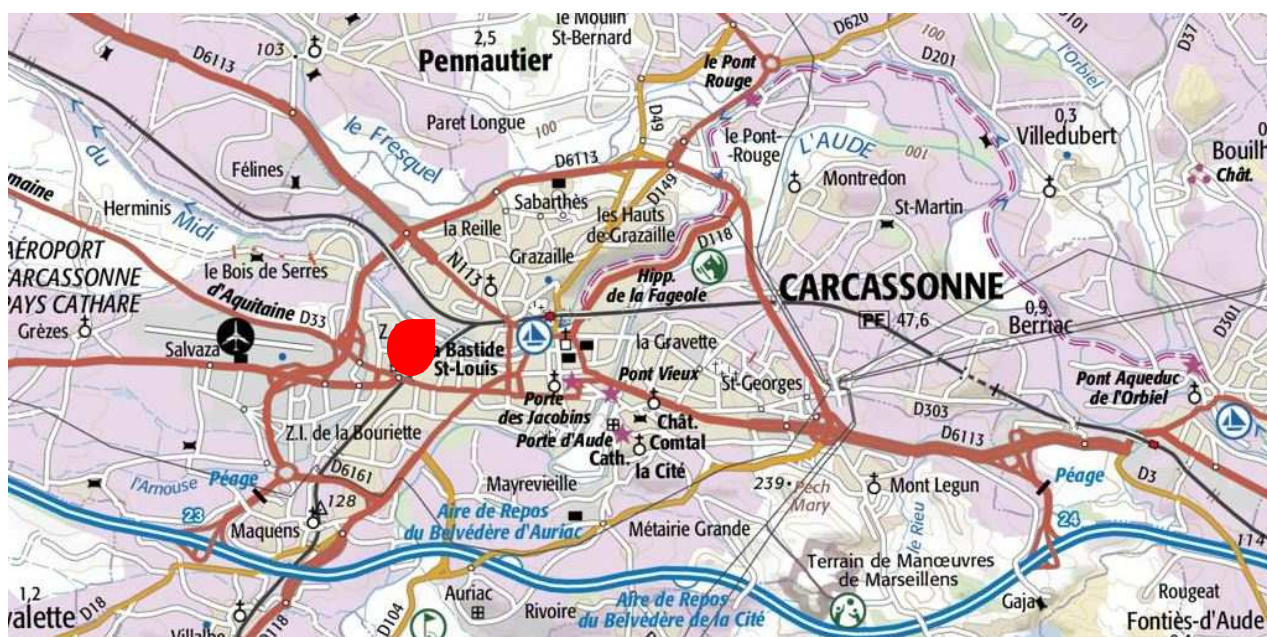 le Moulin
St-Bernard
D620
D101
D37
103
2,5
Pennautier
D6113
le Pont
Rouge
100
D201
l'Orbiel
0,3
Villedubert
Paret Longue
100
D49
le Fresquel
du
Félines
D6113
le Pont-
-Rouge
L'AUDE
001
Montredon
Bouilh
Chât.
maine
Herminis
Midi
Sabarthès
D149
St-Martin
AÉROPORT
CARCASSONNE
PAYS CATHARE
la Reille
les Hauts
de Grazaille
D118
le Bois de Serres
d'Aquitaine
D33
N113
Grazaille
Hipp.
de la Fageole
CARCASSONNE
PF 47,6
0,9
Berriac
D301
Grèzes
Salvaza
Z
a Bastide
St-Louis
la Gravette
Pont Vieux
St-Georges
Pont Aqueduc
de l'Orbiel
Porte
des Jacobins
Porte d'Aude
Chât.
Comtal
Cath.
la Cité
D303
D6113
Z.I. de la Bouriette
D6161
l'Arnouse
Péage
23
128
Maquens
Mayrevieille
239
Pech
Mary
Mont Legun
Péage
24
D3
Aire de Repos
du Belvédère d'Auriac
Métairie Grande
le Rieu
Terrain de Manœuvres
de Marseillens
114
1,2
valette
D18
Villalbe
D118
D104
Auriac
Rivoire
Aire de Repos
du Belvédère de la Cité
Gaja
Rougeat
Fontiès-d'Aude